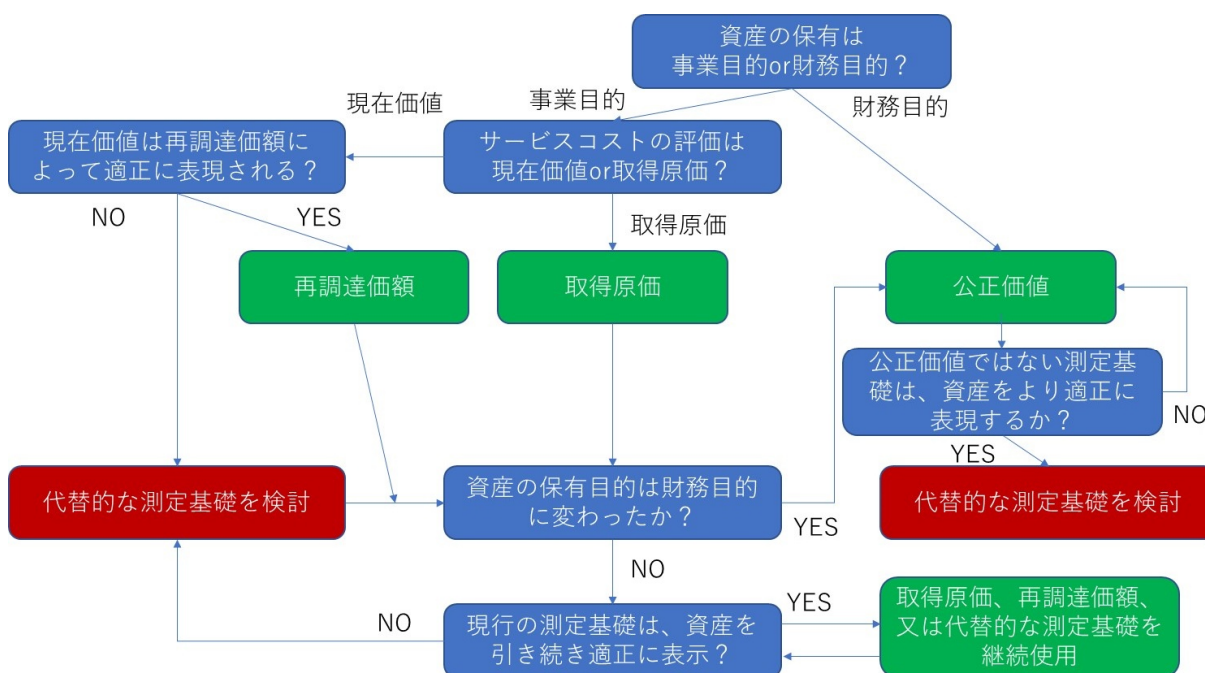 資産の保有は
事業目的or財務目的？
現在価値
事業目的
財務目的
現在価値は再調達価額に
よって適正に表現される？
サービスコストの評価は
現在価値or取得原価？
NO
YES
取得原価
再調達価額
取得原価
公正価値
公正価値ではない測定基
礎は、資産をより適正に
表現するか？
NO
YES
代替的な測定基礎を検討
資産の保有目的は財務目的
に変わったか？
YES
代替的な測定基礎を検討
NO
NO
現行の測定基礎は、資産を
引き続き適正に表示？
YES
取得原価、再調達価額、
又は代替的な測定基礎を
継続使用